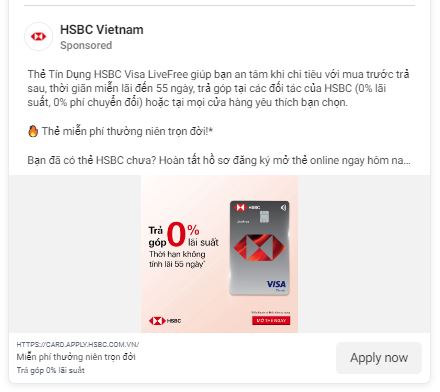 HSBC Vietnam
Sponsored
Thẻ Tín Dụng HSBC Visa LiveFree giúp bạn an tâm khi chi tiêu với mua trước trả
sau, thời giãn miễn lãi đến 55 ngày, trả góp tại các đối tác của HSBC (0% lãi
suất, 0% phí chuyển đổi) hoặc tại mọi cửa hàng yêu thích bạn chọn.
🔥 Thẻ miễn phí thường niên trọn đời!*
Bạn đã có thẻ HSBC chưa? Hoàn tất hồ sơ đăng ký mở thẻ online ngay hôm na...
HSBC
Trả góp 0% lãi suất
Thời hạn không
tính lãi 55 ngày*
VISA
HSBC
MỞ THẺ NGAY
HTTPS://CARD.APPLY.HSBC.COM.VN/
Miễn phí thường niên trọn đời
Trả góp 0% lãi suất
Apply now